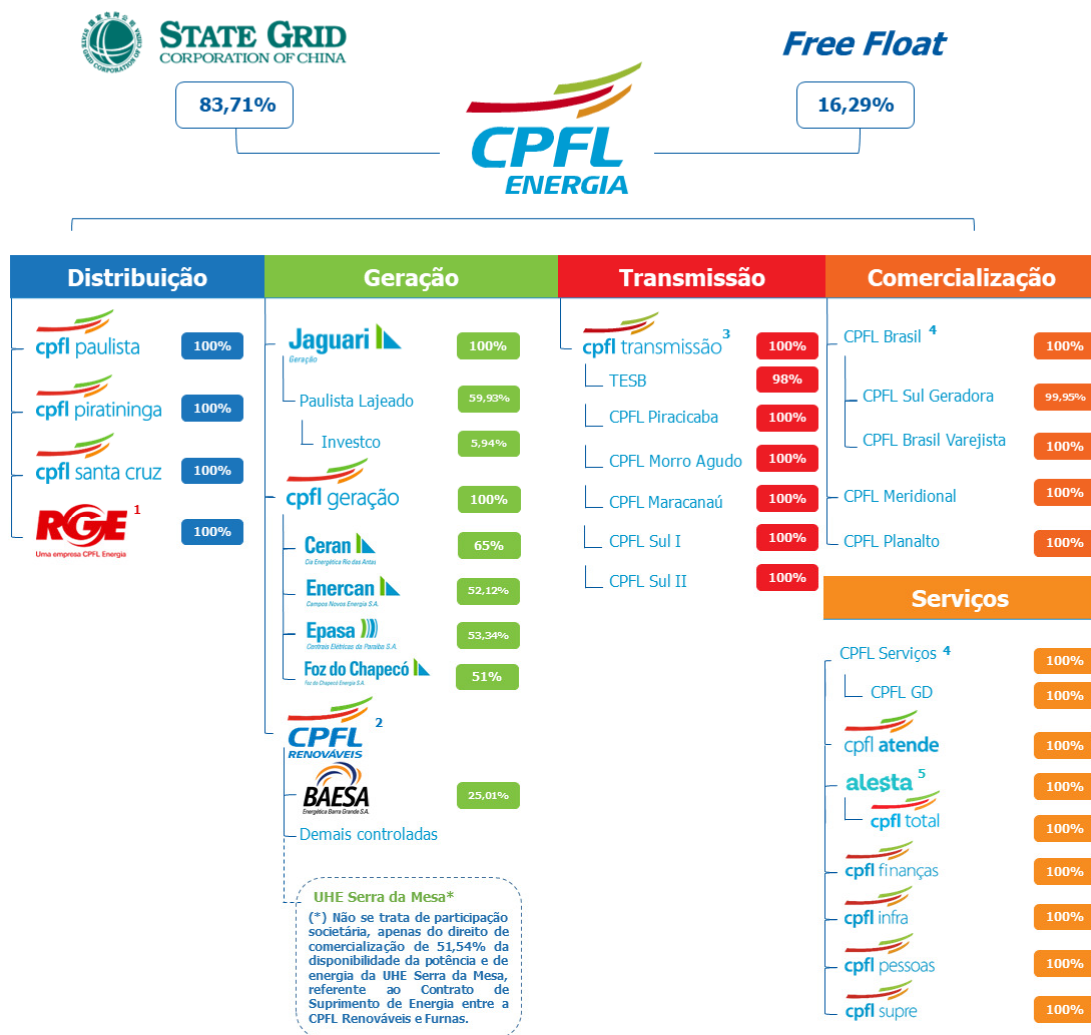 STATE GRID
CORPORATION OF CHINA
83,71%
Free Float
16,29%
CPFL
ENERGIA
Distribuição
cpfl paulista
100%
cpfl piratininga
100%
cpfl santa cruz
100%
RGE 1
Uma empresa CPFL Energia
100%
Geração
Jaguari
Geração
100%
Paulista Lajeado
59,93%
Investco
5,94%
cpfl geração
100%
Ceran
Cia Energética Rio das Antas
65%
Enercan
Campos Novos Energia S.A.
52,12%
Epasa
Centrais Elétricas da Paraíba S.A.
53,34%
Foz do Chapecó
Foz do Chapecó Energia S.A.
51%
CPFL 2
RENOVÁVEIS
BAESA
Energética Barra Grande S.A.
25,01%
Demais controladas
UHE Serra da Mesa*
(*) Não se trata de participação
societária, apenas do direito de
comercialização de 51,54% da
disponibilidade da potência e de
energia da UHE Serra da Mesa,
referente ao Contrato de
Suprimento de Energia entre a
CPFL Renováveis e Furnas.
Transmissão
cpfl transmissão 3
100%
TESB
98%
CPFL Piracicaba
100%
CPFL Morro Agudo
100%
CPFL Maracanaú
100%
CPFL Sul I
100%
CPFL Sul II
100%
Comercialização
CPFL Brasil 4
100%
CPFL Sul Geradora
99,95%
CPFL Brasil Varejista
100%
CPFL Meridional
100%
CPFL Planalto
100%
Serviços
CPFL Serviços 4
100%
CPFL GD
100%
cpfl atende
100%
alesta 5
100%
cpfl total
100%
cpfl finanças
100%
cpfl infra
100%
cpfl pessoas
100%
cpfl supre
100%